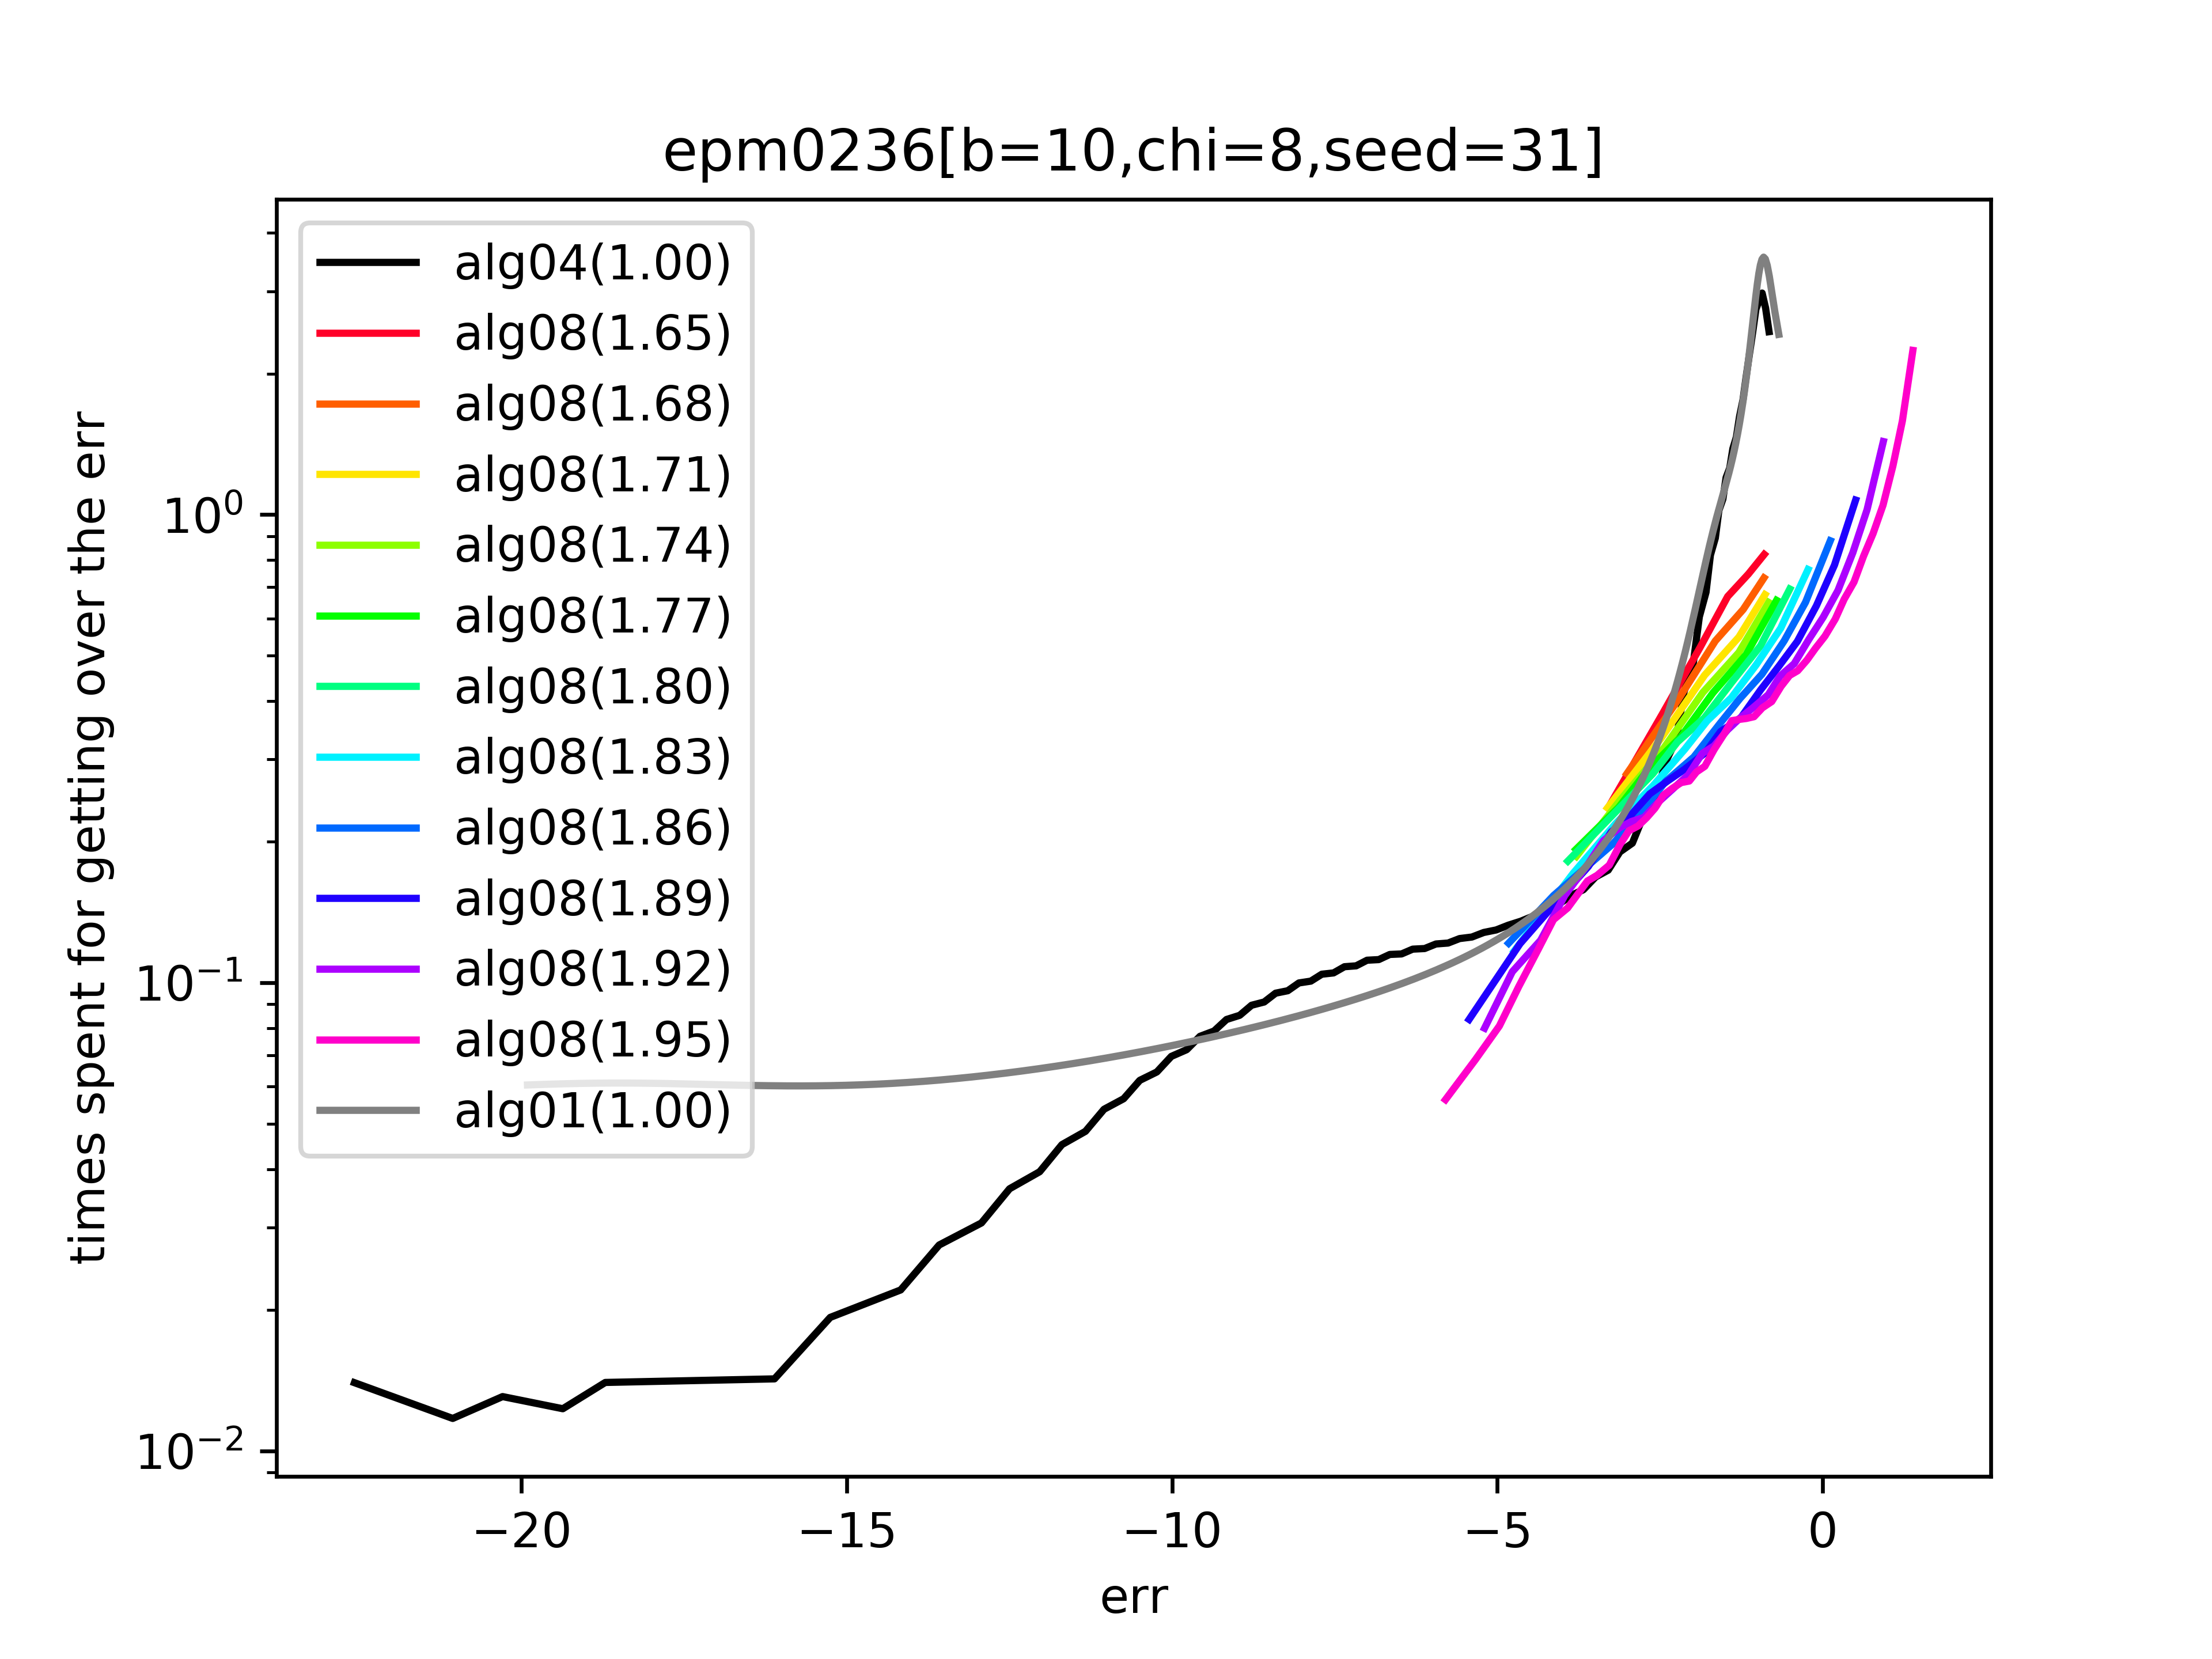 epm0236[b=10,chi=8,seed=31]
times spent for getting over the err
10⁰
10⁻¹
10⁻²
alg04(1.00)
alg08(1.65)
alg08(1.68)
alg08(1.71)
alg08(1.74)
alg08(1.77)
alg08(1.80)
alg08(1.83)
alg08(1.86)
alg08(1.89)
alg08(1.92)
alg08(1.95)
alg01(1.00)
−20 −15 −10 −5 0
err